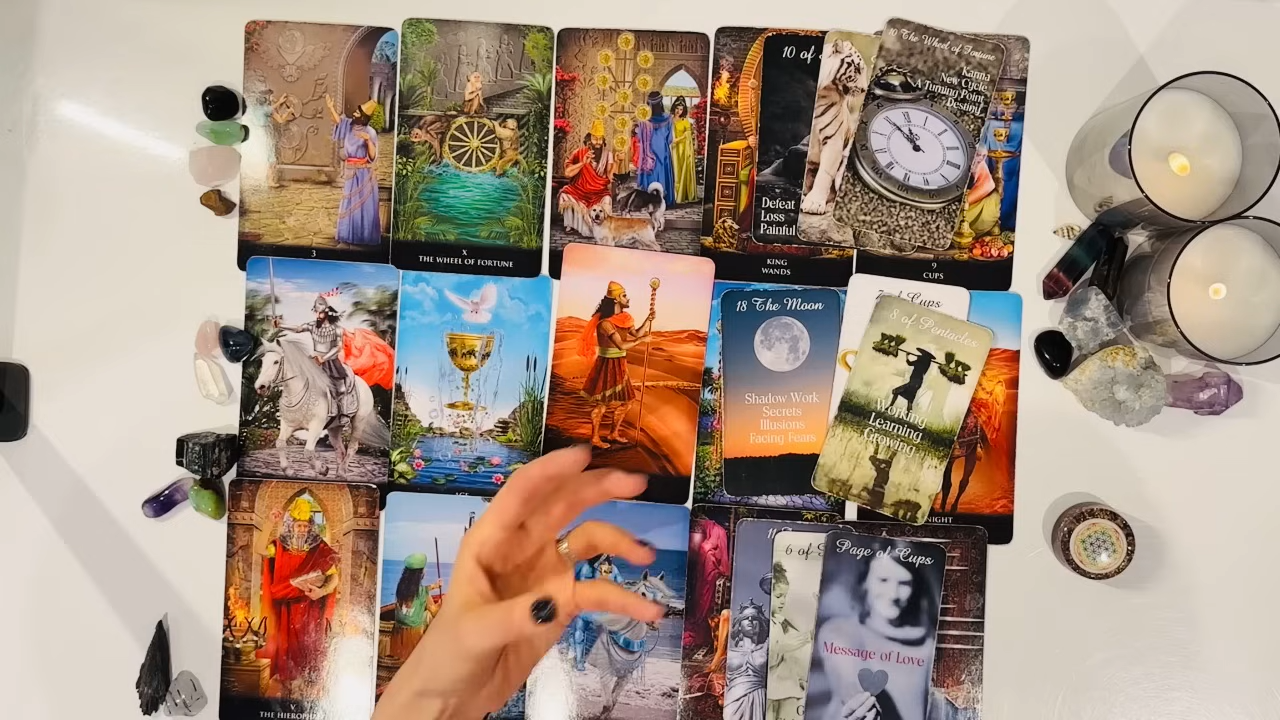 3
X
THE WHEEL OF FORTUNE
KING
WANDS
10 of
Defeat
Loss
Painful
10 The Wheel of Fortune
Karma
New Cycle
A Turning Point
Destiny
9
CUPS
18 The Moon
Shadow Work
Secrets
Illusions
Facing Fears
of Cups
8 of Pentacles
Working
Learning
Growing
V
THE
6 of
Page of Cups
Message of Love